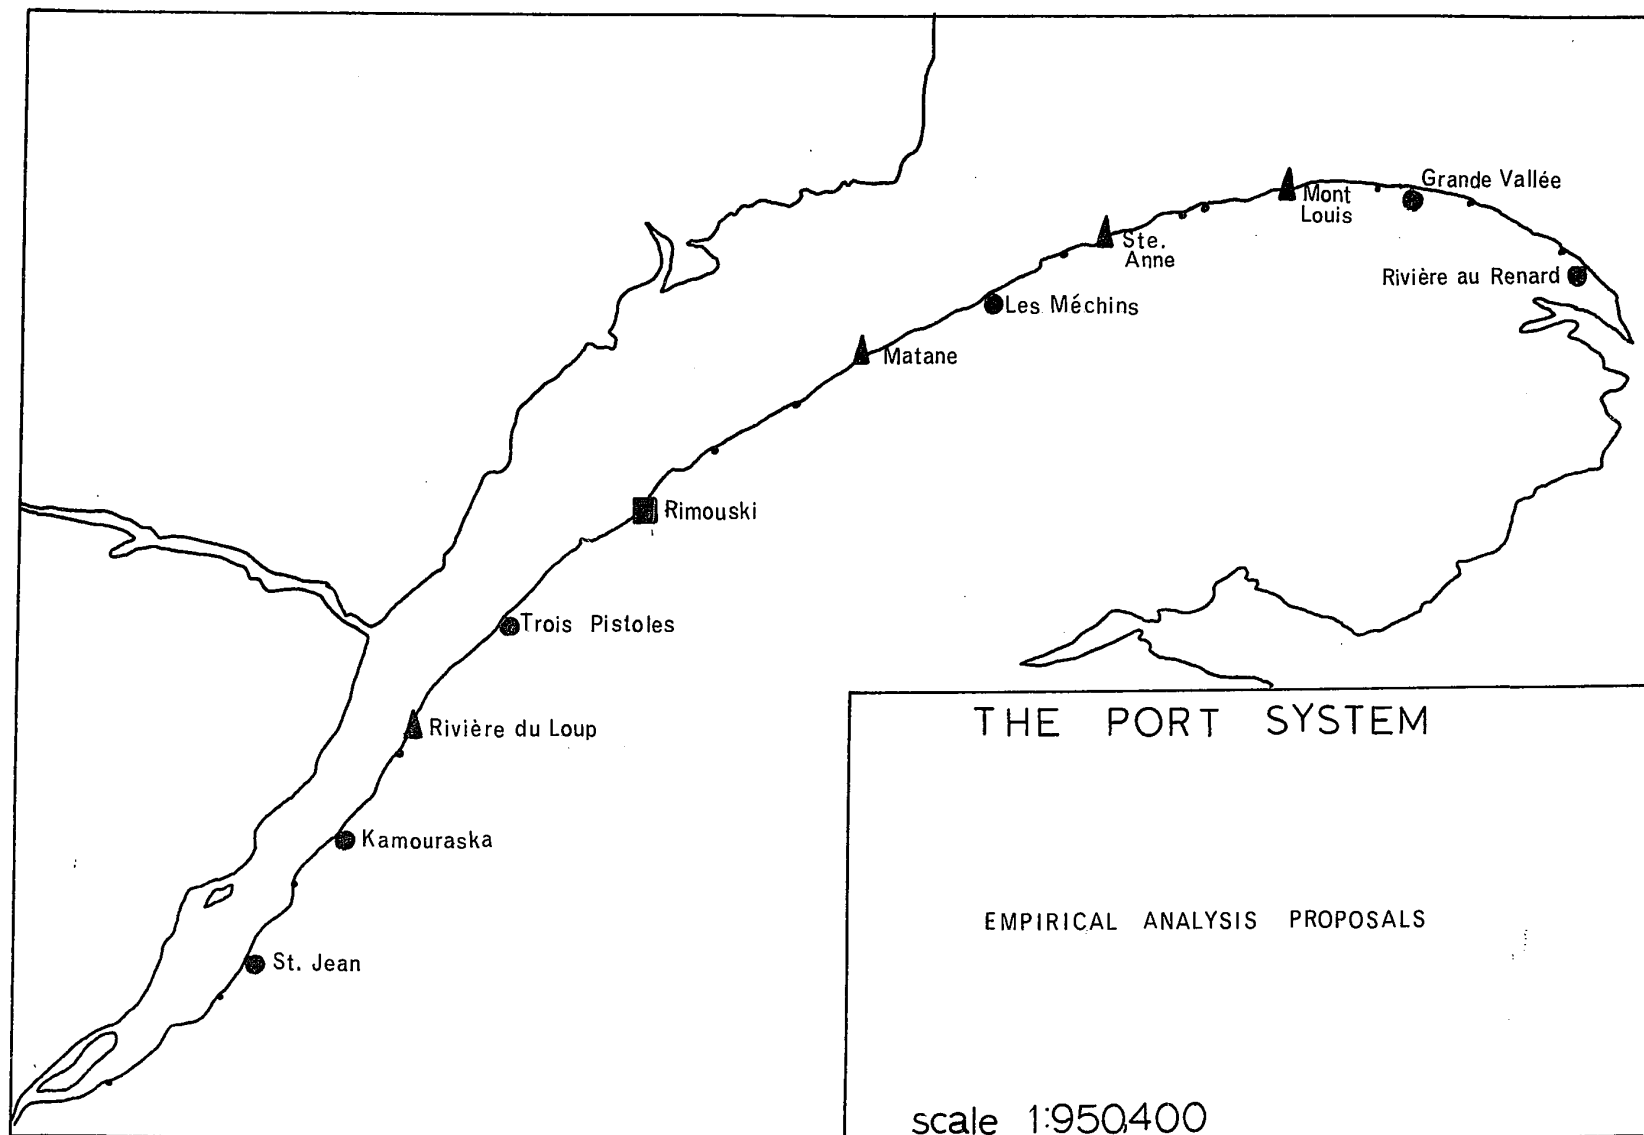 Grande Vallée
Mont
Louis
Ste.
Anne
Rivière au Renard
Les Méchins
Matane
Rimouski
Trois Pistoles
Rivière du Loup
Kamouraska
St. Jean
THE PORT SYSTEM
EMPIRICAL ANALYSIS PROPOSALS
scale 1:950,400